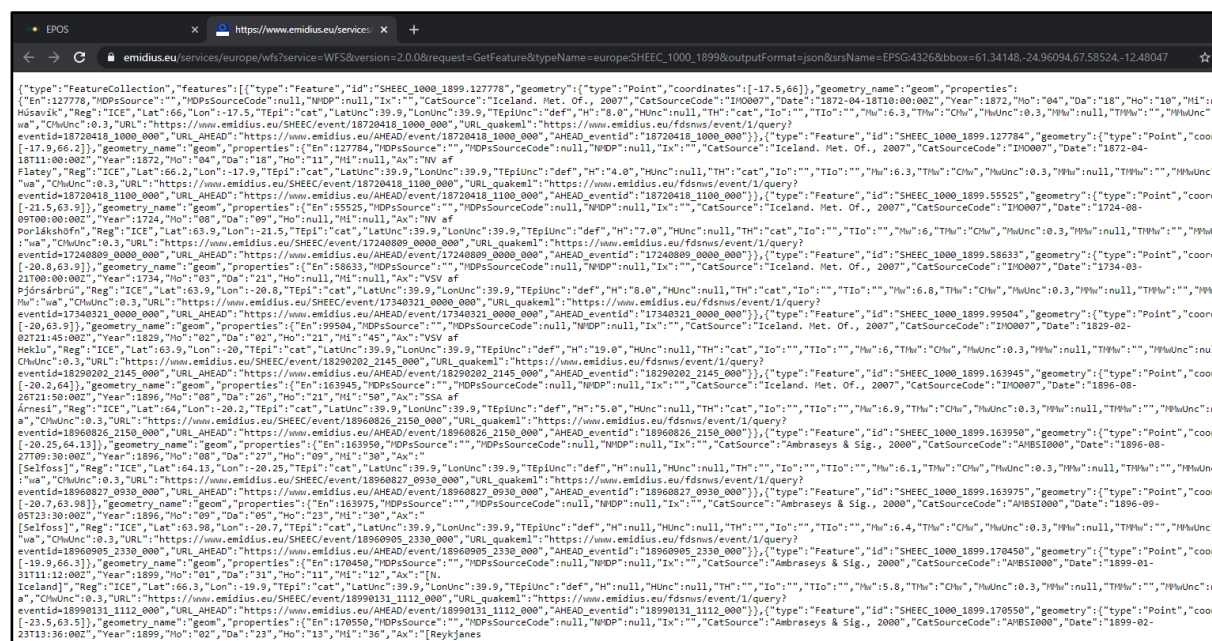 EPOS
https://www.emidius.eu/services/
emidius.eu/services/europe/wfs?service=WFS&version=2.0.0&request=GetFeature&typeName=europe:SHEEC_1000_1899&outputFormat=json&srsName=EPSG:4326&bbox=61.34148,-24.96094,67.58524,-12.48047
{"type":"FeatureCollection","features":[{"type":"Feature","id":"SHEEC_1000_1899.127778","geometry":{"type":"Point","coordinates":[-17.5,66]},"geometry_name":"geom","properties":
{"En":127778,"MDPsSource":"","MDPsSourceCode":null,"NMDP":null,"Ix":"","CatSource":"Iceland. Met. Of., 2007","CatSourceCode":"IMO007","Date":"1872-04-18T10:00:00Z","Year":1872,"Mo":"04","Da":"18","Ho":"10","Mi":n
Húsavík","Reg":"ICE","Lat":66,"Lon":-17.5,"TEpi":"cat","LatUnc":39.9,"LonUnc":39.9,"TEpiUnc":"def","H":"8.0","HUnc":null,"TH":"cat","Io":"","TIo":"","Mw":6.3,"TMw":"CMw","MwUnc":0.3,"MMw":null,"TMMw":"","MMwUnc"
wa","CMwUnc":0.3,"URL":"https://www.emidius.eu/SHEEC/event/18720418_1000_000","URL_quakeml":"https://www.emidius.eu/fdsnws/event/1/query?
eventid=18720418_1000_000","URL_AHEAD":"https://www.emidius.eu/AHEAD/event/18720418_1000_000","AHEAD_eventid":"18720418_1000_000"}},{"type":"Feature","id":"SHEEC_1000_1899.127784","geometry":{"type":"Point","coo
[-17.9,66.2]},"geometry_name":"geom","properties":{"En":127784,"MDPsSource":"","MDPsSourceCode":null,"NMDP":null,"Ix":"","CatSource":"Iceland. Met. Of., 2007","CatSourceCode":"IMO007","Date":"1872-04-
18T11:00:00Z","Year":1872,"Mo":"04","Da":"18","Ho":"11","Mi":null,"Ax":"NV af
Flatey","Reg":"ICE","Lat":66.2,"Lon":-17.9,"TEpi":"cat","LatUnc":39.9,"LonUnc":39.9,"TEpiUnc":"def","H":"4.0","HUnc":null,"TH":"cat","Io":"","TIo":"","Mw":6.3,"TMw":"CMw","MwUnc":0.3,"MMw":null,"TMMw":"","MMwUnc
"wa","CMwUnc":0.3,"URL":"https://www.emidius.eu/SHEEC/event/18720418_1100_000","URL_quakeml":"https://www.emidius.eu/fdsnws/event/1/query?
eventid=18720418_1100_000","URL_AHEAD":"https://www.emidius.eu/AHEAD/event/18720418_1100_000","AHEAD_eventid":"18720418_1100_000"}},{"type":"Feature","id":"SHEEC_1000_1899.55525","geometry":{"type":"Point","coor
[-21.5,63.9]},"geometry_name":"geom","properties":{"En":55525,"MDPsSource":"","MDPsSourceCode":null,"NMDP":null,"Ix":"","CatSource":"Iceland. Met. Of., 2007","CatSourceCode":"IMO007","Date":"1724-08-
09T00:00:00Z","Year":1724,"Mo":"08","Da":"09","Ho":null,"Mi":null,"Ax":"NV af
Þorlákshöfn","Reg":"ICE","Lat":63.9,"Lon":-21.5,"TEpi":"cat","LatUnc":39.9,"LonUnc":39.9,"TEpiUnc":"def","H":"7.0","HUnc":null,"TH":"cat","Io":"","TIo":"","Mw":6,"TMw":"CMw","MwUnc":0.3,"MMw":null,"TMMw":"","MMw
:"wa","CMwUnc":0.3,"URL":"https://www.emidius.eu/SHEEC/event/17240809_0000_000","URL_quakeml":"https://www.emidius.eu/fdsnws/event/1/query?
eventid=17240809_0000_000","URL_AHEAD":"https://www.emidius.eu/AHEAD/event/17240809_0000_000","AHEAD_eventid":"17240809_0000_000"}},{"type":"Feature","id":"SHEEC_1000_1899.58633","geometry":{"type":"Point","coor
[-20.8,63.9]},"geometry_name":"geom","properties":{"En":58633,"MDPsSource":"","MDPsSourceCode":null,"NMDP":null,"Ix":"","CatSource":"Iceland. Met. Of., 2007","CatSourceCode":"IMO007","Date":"1734-03-
21T00:00:00Z","Year":1734,"Mo":"03","Da":"21","Ho":null,"Mi":null,"Ax":"VSV af
Þjórsárbrú","Reg":"ICE","Lat":63.9,"Lon":-20.8,"TEpi":"cat","LatUnc":39.9,"LonUnc":39.9,"TEpiUnc":"def","H":"8.0","HUnc":null,"TH":"cat","Io":"","TIo":"","Mw":6.8,"TMw":"CMw","MwUnc":0.3,"MMw":null,"TMMw":"","MM
Mw":"wa","CMwUnc":0.3,"URL":"https://www.emidius.eu/SHEEC/event/17340321_0000_000","URL_quakeml":"https://www.emidius.eu/fdsnws/event/1/query?
eventid=17340321_0000_000","URL_AHEAD":"https://www.emidius.eu/AHEAD/event/17340321_0000_000","AHEAD_eventid":"17340321_0000_000"}},{"type":"Feature","id":"SHEEC_1000_1899.99504","geometry":{"type":"Point","coor
[-20,63.9]},"geometry_name":"geom","properties":{"En":99504,"MDPsSource":"","MDPsSourceCode":null,"NMDP":null,"Ix":"","CatSource":"Iceland. Met. Of., 2007","CatSourceCode":"IMO007","Date":"1829-02-
02T21:45:00Z","Year":1829,"Mo":"02","Da":"02","Ho":"21","Mi":"45","Ax":"VSV af
Heklu","Reg":"ICE","Lat":63.9,"Lon":-20,"TEpi":"cat","LatUnc":39.9,"LonUnc":39.9,"TEpiUnc":"def","H":"19.0","HUnc":null,"TH":"cat","Io":"","TIo":"","Mw":6,"TMw":"CMw","MwUnc":0.3,"MMw":null,"TMMw":"","MMwUnc":nu
CMwUnc":0.3,"URL":"https://www.emidius.eu/SHEEC/event/18290202_2145_000","URL_quakeml":"https://www.emidius.eu/fdsnws/event/1/query?
eventid=18290202_2145_000","URL_AHEAD":"https://www.emidius.eu/AHEAD/event/18290202_2145_000","AHEAD_eventid":"18290202_2145_000"}},{"type":"Feature","id":"SHEEC_1000_1899.163945","geometry":{"type":"Point","coo
[-20.2,64]},"geometry_name":"geom","properties":{"En":163945,"MDPsSource":"","MDPsSourceCode":null,"NMDP":null,"Ix":"","CatSource":"Iceland. Met. Of., 2007","CatSourceCode":"IMO007","Date":"1896-08-
26T21:50:00Z","Year":1896,"Mo":"08","Da":"26","Ho":"21","Mi":"50","Ax":"SSA af
Árnesi","Reg":"ICE","Lat":64,"Lon":-20.2,"TEpi":"cat","LatUnc":39.9,"LonUnc":39.9,"TEpiUnc":"def","H":"5.0","HUnc":null,"TH":"cat","Io":"","TIo":"","Mw":6.9,"TMw":"CMw","MwUnc":0.3,"MMw":null,"TMMw":"","MMwUnc":
a","CMwUnc":0.3,"URL":"https://www.emidius.eu/SHEEC/event/18960826_2150_000","URL_quakeml":"https://www.emidius.eu/fdsnws/event/1/query?
eventid=18960826_2150_000","URL_AHEAD":"https://www.emidius.eu/AHEAD/event/18960826_2150_000","AHEAD_eventid":"18960826_2150_000"}},{"type":"Feature","id":"SHEEC_1000_1899.163950","geometry":{"type":"Point","coo
[-20.25,64.13]},"geometry_name":"geom","properties":{"En":163950,"MDPsSource":"","MDPsSourceCode":null,"NMDP":null,"Ix":"","CatSource":"Ambraseys & Sig., 2000","CatSourceCode":"AMBSI000","Date":"1896-08-
27T09:30:00Z","Year":1896,"Mo":"08","Da":"27","Ho":"09","Mi":"30","Ax":"
[Selfoss]","Reg":"ICE","Lat":64.13,"Lon":-20.25,"TEpi":"cat","LatUnc":39.9,"LonUnc":39.9,"TEpiUnc":"def","H":null,"HUnc":null,"TH":"","Io":"","TIo":"","Mw":6.1,"TMw":"CMw","MwUnc":0.3,"MMw":null,"TMMw":"","MMwUn
:"wa","CMwUnc":0.3,"URL":"https://www.emidius.eu/SHEEC/event/18960827_0930_000","URL_quakeml":"https://www.emidius.eu/fdsnws/event/1/query?
eventid=18960827_0930_000","URL_AHEAD":"https://www.emidius.eu/AHEAD/event/18960827_0930_000","AHEAD_eventid":"18960827_0930_000"}},{"type":"Feature","id":"SHEEC_1000_1899.163975","geometry":{"type":"Point","coo
[-20.7,63.98]},"geometry_name":"geom","properties":{"En":163975,"MDPsSource":"","MDPsSourceCode":null,"NMDP":null,"Ix":"","CatSource":"Ambraseys & Sig., 2000","CatSourceCode":"AMBSI000","Date":"1896-09-
05T23:30:00Z","Year":1896,"Mo":"09","Da":"05","Ho":"23","Mi":"30","Ax":"
[Selfoss]","Reg":"ICE","Lat":63.98,"Lon":-20.7,"TEpi":"cat","LatUnc":39.9,"LonUnc":39.9,"TEpiUnc":"def","H":null,"HUnc":null,"TH":"","Io":"","TIo":"","Mw":6.4,"TMw":"CMw","MwUnc":0.3,"MMw":null,"TMMw":"","MMwUnc
"wa","CMwUnc":0.3,"URL":"https://www.emidius.eu/SHEEC/event/18960905_2330_000","URL_quakeml":"https://www.emidius.eu/fdsnws/event/1/query?
eventid=18960905_2330_000","URL_AHEAD":"https://www.emidius.eu/AHEAD/event/18960905_2330_000","AHEAD_eventid":"18960905_2330_000"}},{"type":"Feature","id":"SHEEC_1000_1899.170450","geometry":{"type":"Point","coo
[-19.9,66.3]},"geometry_name":"geom","properties":{"En":170450,"MDPsSource":"","MDPsSourceCode":null,"NMDP":null,"Ix":"","CatSource":"Ambraseys & Sig., 2000","CatSourceCode":"AMBSI000","Date":"1899-01-
31T11:12:00Z","Year":1899,"Mo":"01","Da":"31","Ho":"11","Mi":"12","Ax":"[N.
Iceland]","Reg":"ICE","Lat":66.3,"Lon":-19.9,"TEpi":"cat","LatUnc":39.9,"LonUnc":39.9,"TEpiUnc":"def","H":null,"HUnc":null,"TH":"","Io":"","TIo":"","Mw":5.8,"TMw":"CMw","MwUnc":0.3,"MMw":null,"TMMw":"","MMwUnc":
a","CMwUnc":0.3,"URL":"https://www.emidius.eu/SHEEC/event/18990131_1112_000","URL_quakeml":"https://www.emidius.eu/fdsnws/event/1/query?
eventid=18990131_1112_000","URL_AHEAD":"https://www.emidius.eu/AHEAD/event/18990131_1112_000","AHEAD_eventid":"18990131_1112_000"}},{"type":"Feature","id":"SHEEC_1000_1899.170550","geometry":{"type":"Point","coo
[-23.5,63.5]},"geometry_name":"geom","properties":{"En":170550,"MDPsSource":"","MDPsSourceCode":null,"NMDP":null,"Ix":"","CatSource":"Ambraseys & Sig., 2000","CatSourceCode":"AMBSI000","Date":"1899-02-
23T13:36:00Z","Year":1899,"Mo":"02","Da":"23","Ho":"13","Mi":"36","Ax":"[Reykjanes